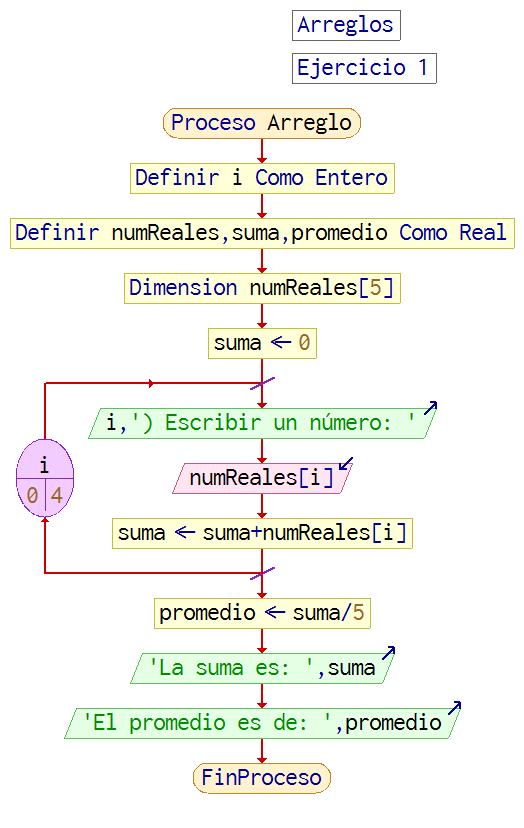 Arreglos
Ejercicio 1
Proceso Arreglo
Definir i Como Entero
Definir numReales,suma,promedio Como Real
Dimension numReales[5]
suma ← 0
i,') Escribir un número: '
i
0 4
numReales[i]
suma ← suma+numReales[i]
promedio ← suma/5
'La suma es: ',suma
'El promedio es de: ',promedio
FinProceso